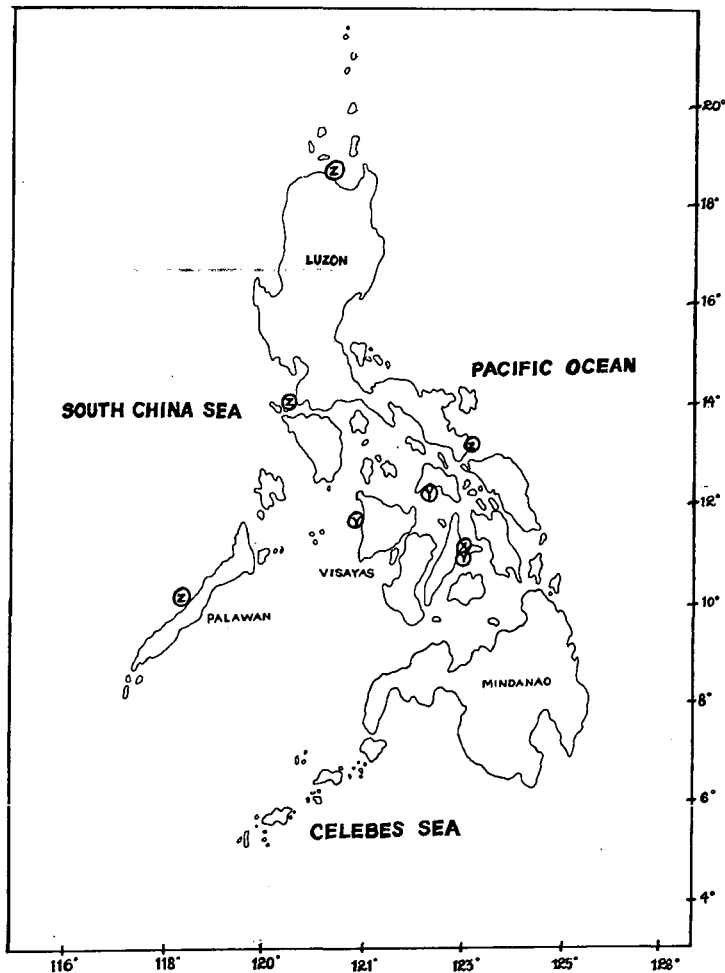 20°
Z
18°
LUZON
16°
PACIFIC OCEAN
14°
SOUTH CHINA SEA
Z
Z
Y
12°
Y
X
Y
VISAYAS
Z
10°
PALAWAN
MINDANAO
8°
6°
CELEBES SEA
4°
116° 118° 120° 121° 123° 125° 128°